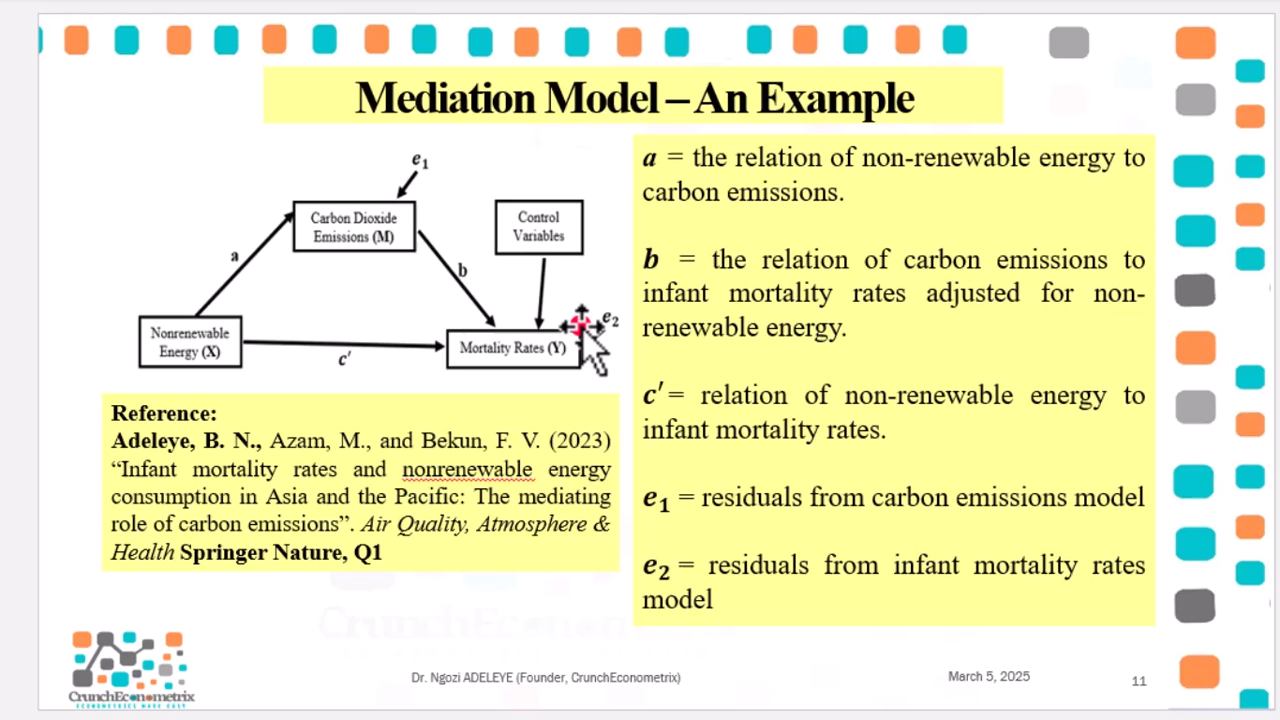 Mediation Model – An Example
e1
Carbon Dioxide
Emissions (M)
Control
Variables
a
b
e2
Nonrenewable
Energy (X)
Mortality Rates (Y)
c′
Reference:
Adeleye, B. N., Azam, M., and Bekun, F. V. (2023)
“Infant mortality rates and nonrenewable energy
consumption in Asia and the Pacific: The mediating
role of carbon emissions”. Air Quality, Atmosphere &
Health Springer Nature, Q1
a = the relation of non-renewable energy to
carbon emissions.
b = the relation of carbon emissions to
infant mortality rates adjusted for non-
renewable energy.
c′= relation of non-renewable energy to
infant mortality rates.
e1 = residuals from carbon emissions model
e2 = residuals from infant mortality rates
model
CrunchEconometrix
CrunchEconometrix
ECONOMETRICS MADE EASY
Dr. Ngozi ADELEYE (Founder, CrunchEconometrix)
March 5, 2025
11